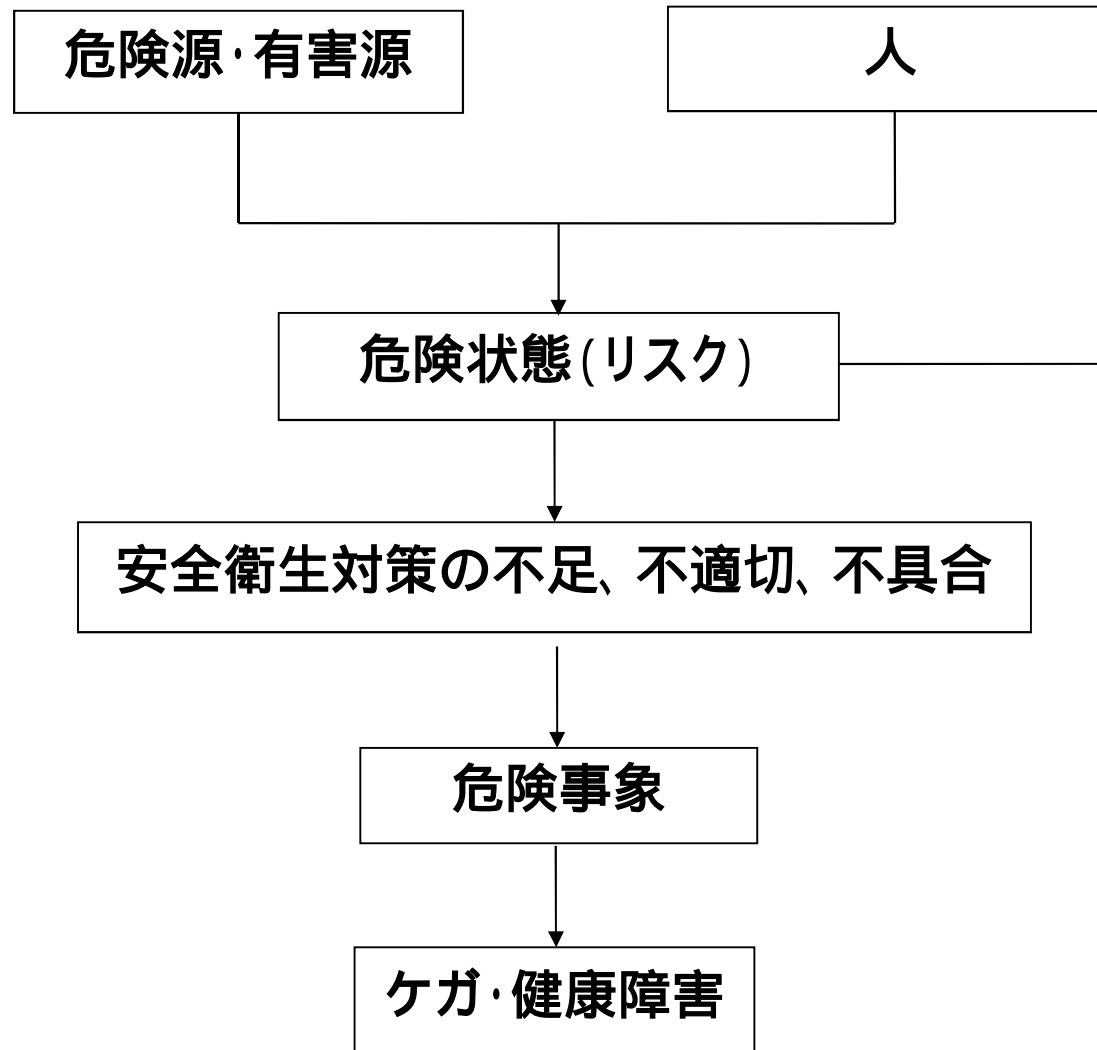 危険源・有害源
人
危険状態(リスク)
安全衛生対策の不足、不適切、不具合
危険事象
ケガ・健康障害